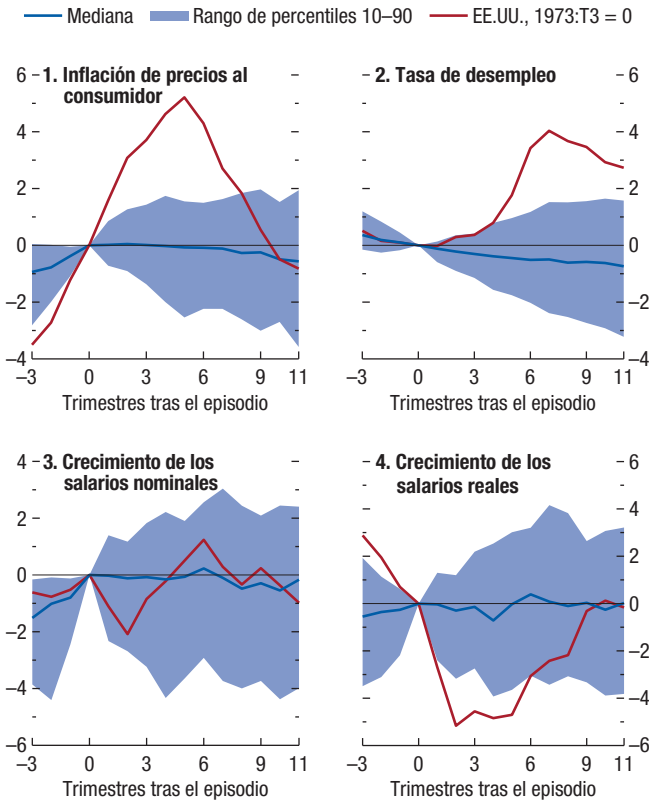 Mediana Rango de percentiles 10–90 EE.UU., 1973:T3 = 0
1. Inflación de precios al
consumidor
6
4
2
0
–2
–4
–3 0 3 6 9 11
Trimestres tras el episodio
2. Tasa de desempleo
6
4
2
0
–2
–4
–3 0 3 6 9 11
Trimestres tras el episodio
3. Crecimiento de los
salarios nominales
4
2
0
–2
–4
–6
–3 0 3 6 9 11
Trimestres tras el episodio
4. Crecimiento de los
salarios reales
6
4
2
0
–2
–4
–6
–3 0 3 6 9 11
Trimestres tras el episodio